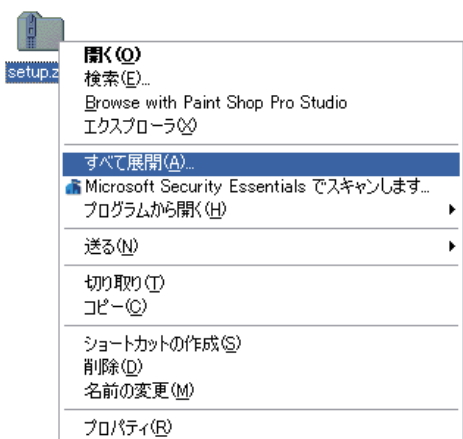 setup.z
開く(O)
検索(E)...
Browse with Paint Shop Pro Studio
エクスプローラ(X)
すべて展開(A)...
Microsoft Security Essentials でスキャンします...
プログラムから開く(H)
送る(N)
切り取り(T)
コピー(C)
ショートカットの作成(S)
削除(D)
名前の変更(M)
プロパティ(R)